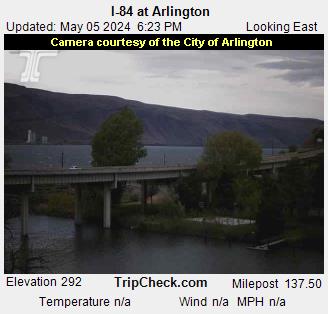 I-84 at Arlington
Updated: May 05 2024 6:23 PM Looking East
Camera courtesy of the City of Arlington
Elevation 292 TripCheck.com Milepost 137.50
Temperature n/a Wind n/a MPH n/a